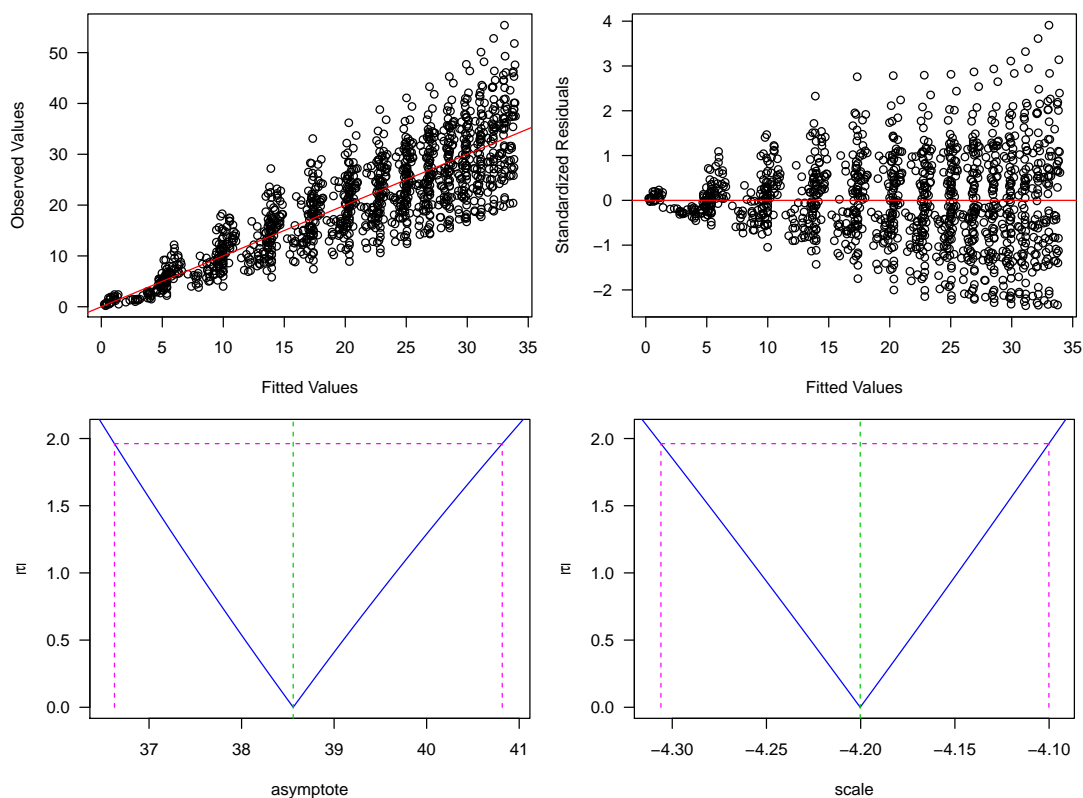 Observed Values
50
40
30
20
10
0
0 5 10 15 20 25 30 35
Fitted Values
Standardized Residuals
4
3
2
1
0
−1
−2
0 5 10 15 20 25 30 35
Fitted Values
|τ|
2.0
1.5
1.0
0.5
0.0
37 38 39 40 41
asymptote
|τ|
2.0
1.5
1.0
0.5
0.0
−4.30 −4.25 −4.20 −4.15 −4.10
scale